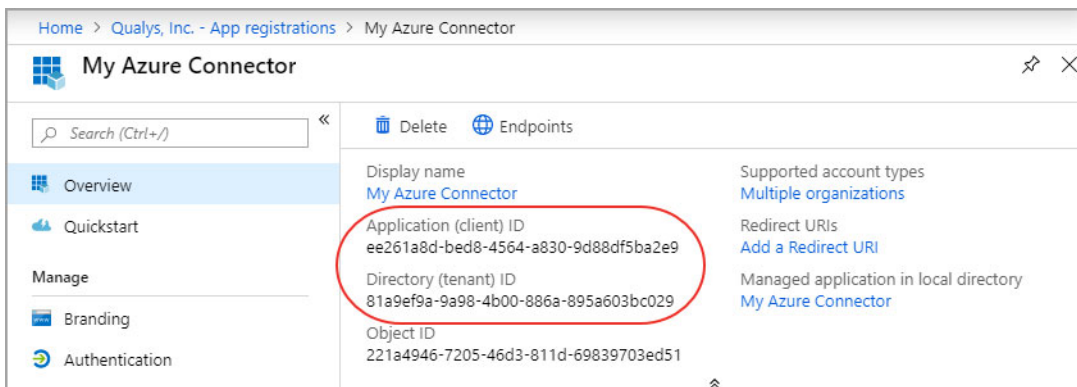 Home > Qualys, Inc. - App registrations > My Azure Connector
My Azure Connector
Search (Ctrl+/)
«
Overview
Quickstart
Manage
Branding
Authentication
Delete
Endpoints
Display name
My Azure Connector
Application (client) ID
ee261a8d-bed8-4564-a830-9d88df5ba2e9
Directory (tenant) ID
81a9ef9a-9a98-4b00-886a-895a603bc029
Object ID
221a4946-7205-46d3-811d-69839703ed51
Supported account types
Multiple organizations
Redirect URIs
Add a Redirect URI
Managed application in local directory
My Azure Connector